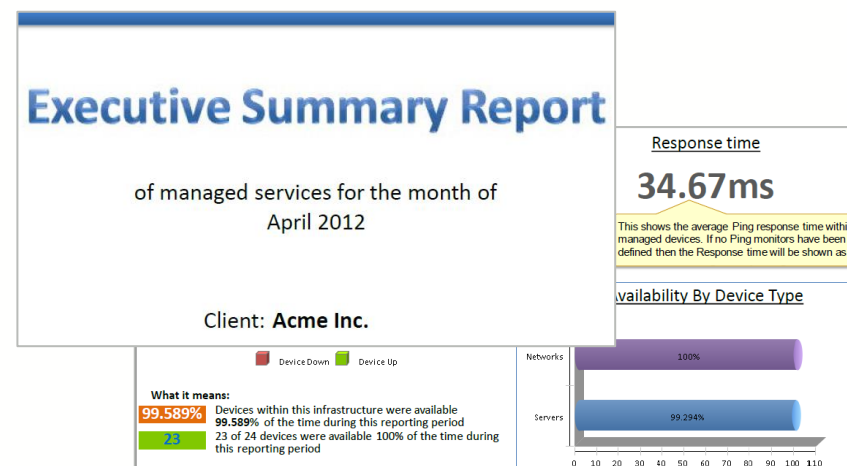 Executive Summary Report
of managed services for the month of
April 2012
Client: Acme Inc.
Response time
34.67ms
This shows the average Ping response time withi
managed devices. If no Ping monitors have been
defined then the Response time will be shown as
Availability By Device Type
Networks
100%
Servers
99.294%
0 10 20 30 40 50 60 70 80 90 100 110
Device Down Device Up
What it means:
99.589% Devices within this infrastructure were available
99.589% of the time during this reporting period
23 23 of 24 devices were available 100% of the time during
this reporting period